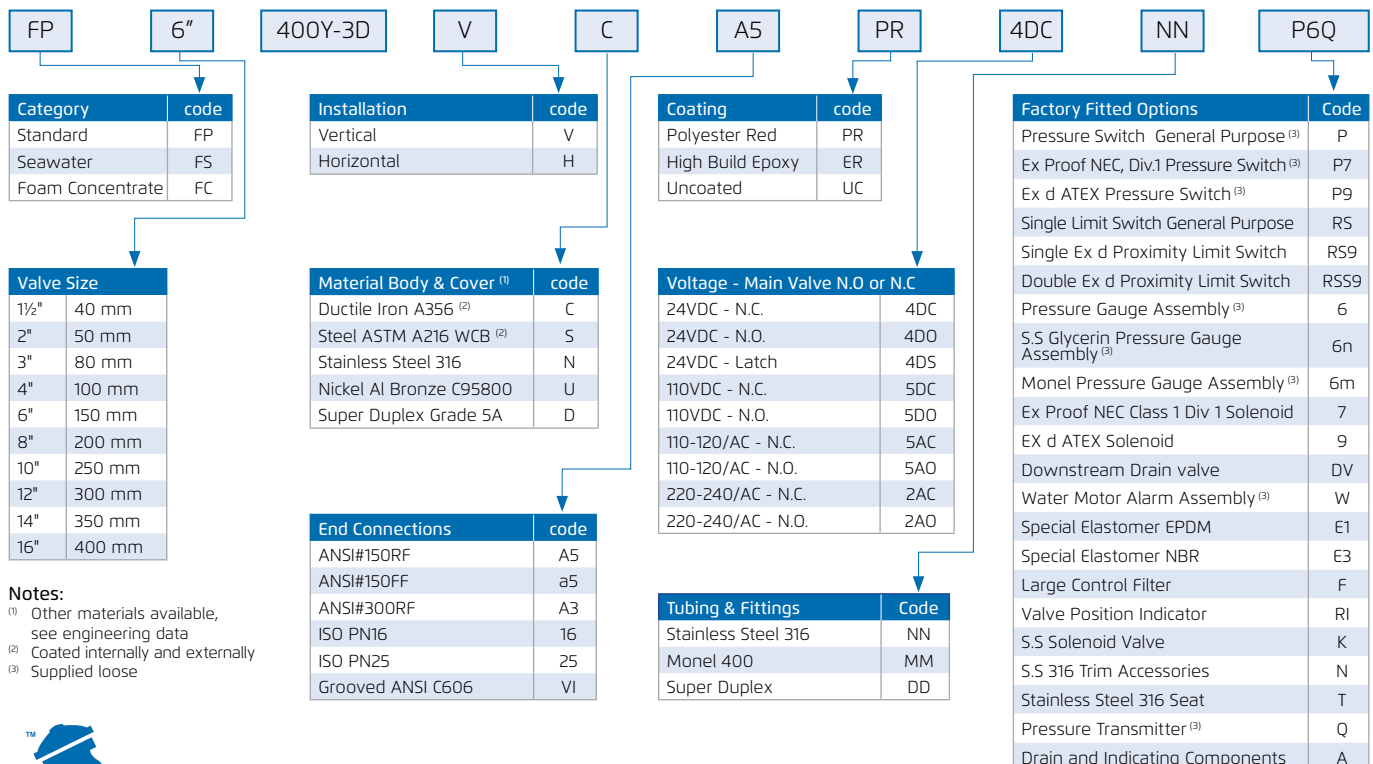 FP 6″ 400Y-3D V C A5 PR 4DC NN P6Q
Category code
Standard FP
Seawater FS
Foam Concentrate FC
Valve Size
1½" 40 mm
2" 50 mm
3" 80 mm
4" 100 mm
6" 150 mm
8" 200 mm
10" 250 mm
12" 300 mm
14" 350 mm
16" 400 mm
Notes:
(1) Other materials available,
see engineering data
(2) Coated internally and externally
(3) Supplied loose
TM
Installation code
Vertical V
Horizontal H
Material Body & Cover (1) code
Ductile Iron A356 (2) C
Steel ASTM A216 WCB (2) S
Stainless Steel 316 N
Nickel Al Bronze C95800 U
Super Duplex Grade 5A D
End Connections code
ANSI#150RF A5
ANSI#150FF a5
ANSI#300RF A3
ISO PN16 16
ISO PN25 25
Grooved ANSI C606 VI
Coating code
Polyester Red PR
High Build Epoxy ER
Uncoated UC
Voltage - Main Valve N.O or N.C
24VDC - N.C. 4DC
24VDC - N.O. 4DO
24VDC - Latch 4DS
110VDC - N.C. 5DC
110VDC - N.O. 5DO
110-120/AC - N.C. 5AC
110-120/AC - N.O. 5AO
220-240/AC - N.C. 2AC
220-240/AC - N.O. 2AO
Tubing & Fittings Code
Stainless Steel 316 NN
Monel 400 MM
Super Duplex DD
Factory Fitted Options Code
Pressure Switch General Purpose (3) P
Ex Proof NEC, Div.1 Pressure Switch (3) P7
Ex d ATEX Pressure Switch (3) P9
Single Limit Switch General Purpose RS
Single Ex d Proximity Limit Switch RS9
Double Ex d Proximity Limit Switch RSS9
Pressure Gauge Assembly (3) 6
S.S Glycerin Pressure Gauge
Assembly (3) 6n
Monel Pressure Gauge Assembly (3) 6m
Ex Proof NEC Class 1 Div 1 Solenoid 7
EX d ATEX Solenoid 9
Downstream Drain valve DV
Water Motor Alarm Assembly (3) W
Special Elastomer EPDM E1
Special Elastomer NBR E3
Large Control Filter F
Valve Position Indicator RI
S.S Solenoid Valve K
S.S 316 Trim Accessories N
Stainless Steel 316 Seat T
Pressure Transmitter (3) Q
Drain and Indicating Components A